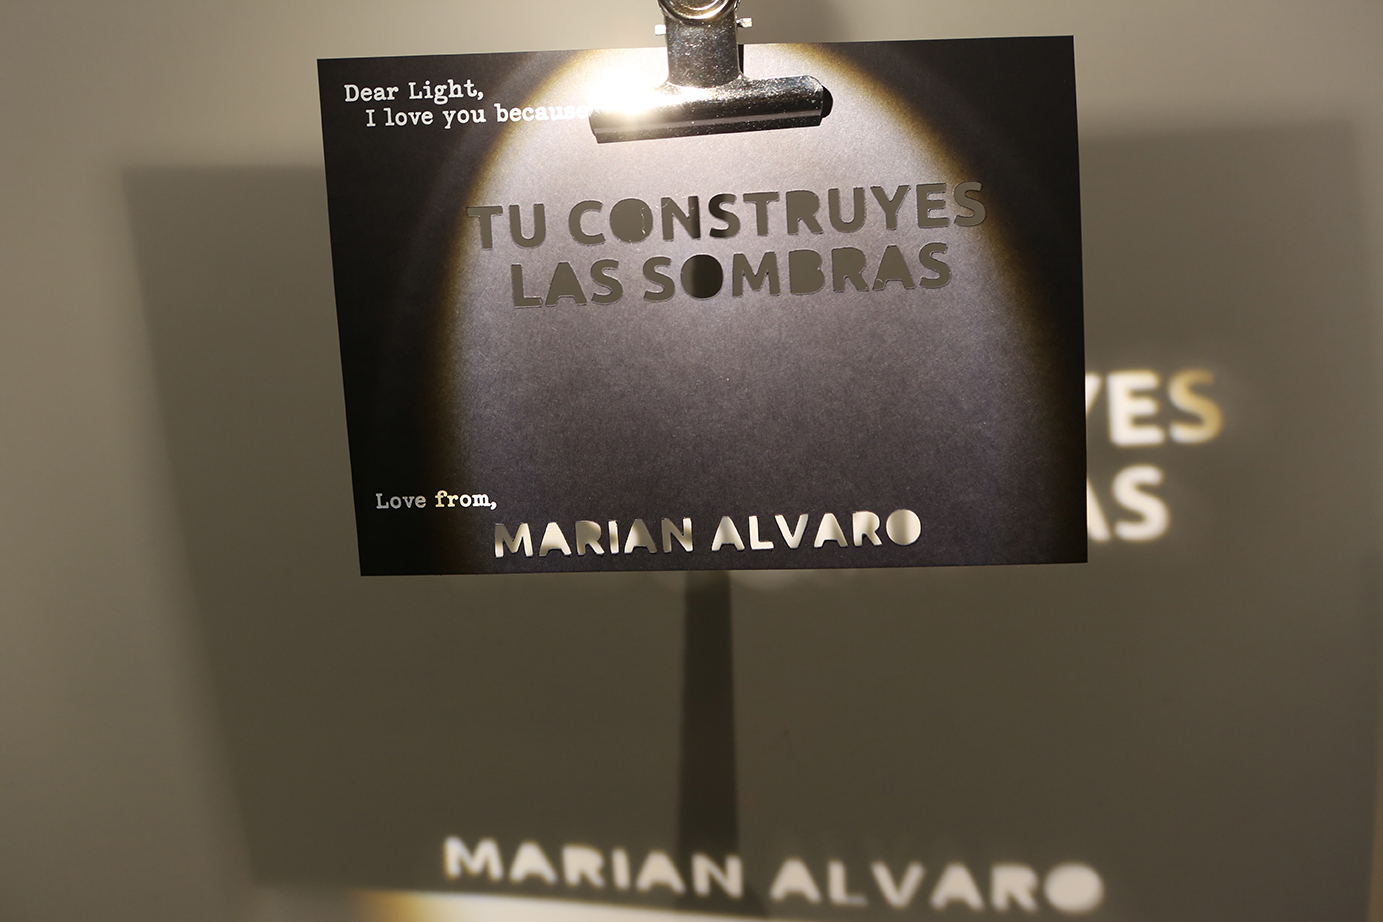 Dear Light,
I love you because
TU CONSTRUYES
LAS SOMBRAS
Love from,
MARIAN ALVARO
YES
AS
MARIAN ALVARO